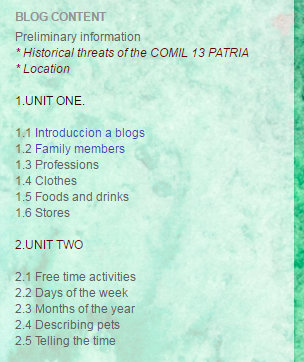 BLOG CONTENT
Preliminary information
* Historical threats of the COMIL 13 PATRIA
* Location
1.UNIT ONE.
1.1 Introduccion a blogs
1.2 Family members
1.3 Professions
1.4 Clothes
1.5 Foods and drinks
1.6 Stores
2.UNIT TWO
2.1 Free time activities
2.2 Days of the week
2.3 Months of the year
2.4 Describing pets
2.5 Telling the time